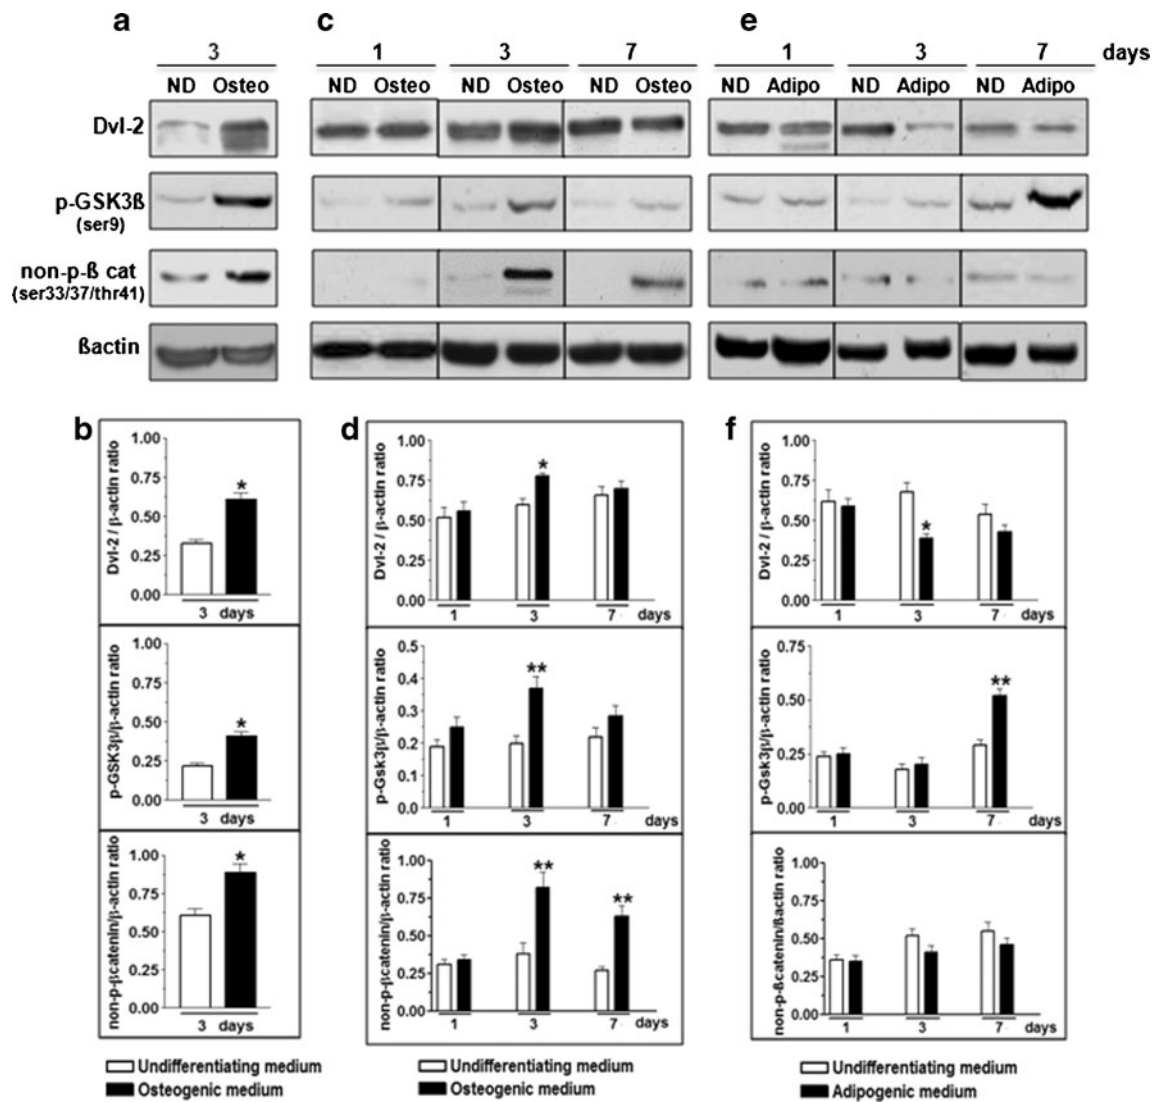 a c e
3 1 3 7 1 3 7 days
ND Osteo ND Osteo ND Osteo ND Osteo ND Adipo ND Adipo ND Adipo
Dvl-2
p-GSK3ß
(ser9)
non-p-ß cat
(ser33/37/thr41)
ßactin
b
Dvl-2 / β-actin ratio
1.00
0.75
0.50
0.25
0.00
*
3 days
p-GSK3β/β-actin ratio
1.00
0.75
0.50
0.25
0.00
*
3 days
non-p-βcatenin/β-actin ratio
1.00
0.75
0.50
0.25
0.00
*
3 days
Undifferentiating medium
Osteogenic medium
d
Dvl-2 / β-actin ratio
1.00
0.75
0.50
0.25
0.00
*
1 3 7 days
p-Gsk3β/β-actin ratio
0.5
0.4
0.3
0.2
0.1
0.0
**
1 3 7 days
non-p-βcatenin/β-actin ratio
1.00
0.75
0.50
0.25
0.00
** **
1 3 7 days
Undifferentiating medium
Osteogenic medium
f
Dvl-2 / β-actin ratio
1.00
0.75
0.50
0.25
0.00
*
1 3 7 days
p-Gsk3β/β-actin ratio
0.75
0.50
0.25
0.00
**
1 3 7 days
non-p-ßcatenin/ßactin ratio
1.00
0.75
0.50
0.25
0.00
1 3 7 days
Undifferentiating medium
Adipogenic medium